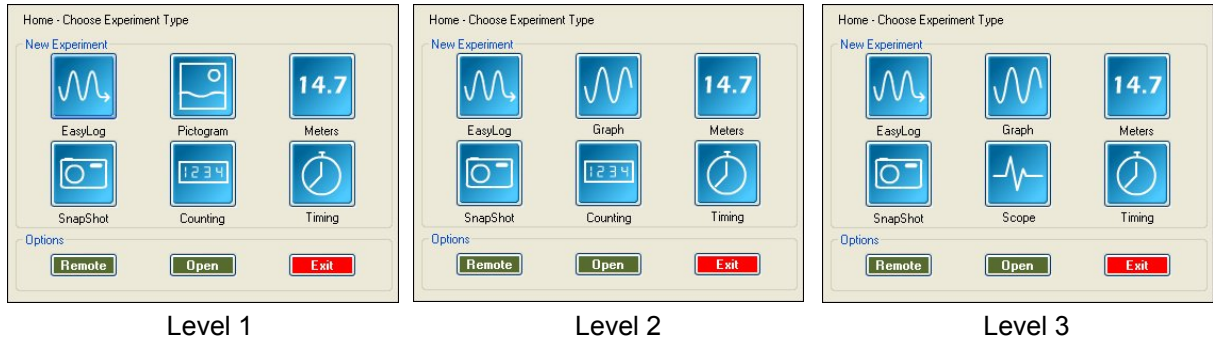 Home - Choose Experiment Type
New Experiment
14.7
EasyLog Pictogram Meters
1234
SnapShot Counting Timing
Options
Remote Open Exit
Level 1
Home - Choose Experiment Type
New Experiment
14.7
EasyLog Graph Meters
1234
SnapShot Counting Timing
Options
Remote Open Exit
Level 2
Home - Choose Experiment Type
New Experiment
14.7
EasyLog Graph Meters
SnapShot Scope Timing
Options
Remote Open Exit
Level 3